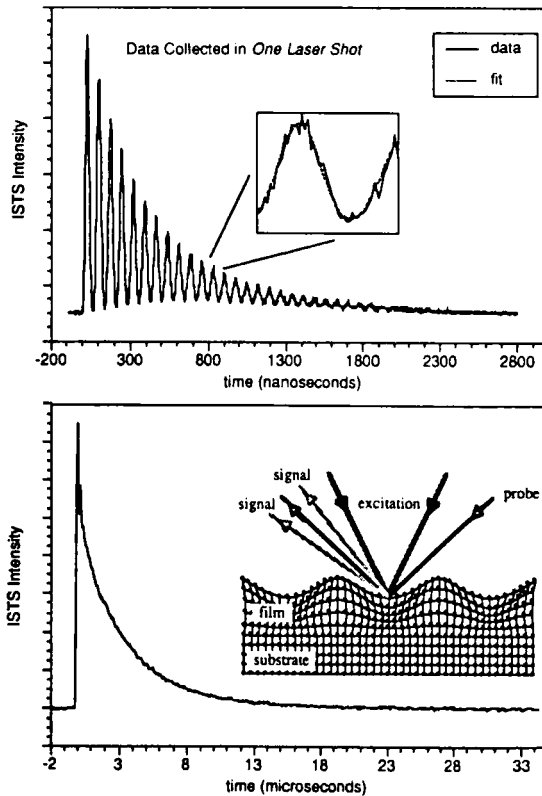 Data Collected in One Laser Shot
data
fit
ISTS Intensity
-200 300 800 1300 1800 2300 2800
time (nanoseconds)
signal
signal
excitation
probe
film
substrate
ISTS Intensity
-2 3 8 13 18 23 28 33
time (microseconds)